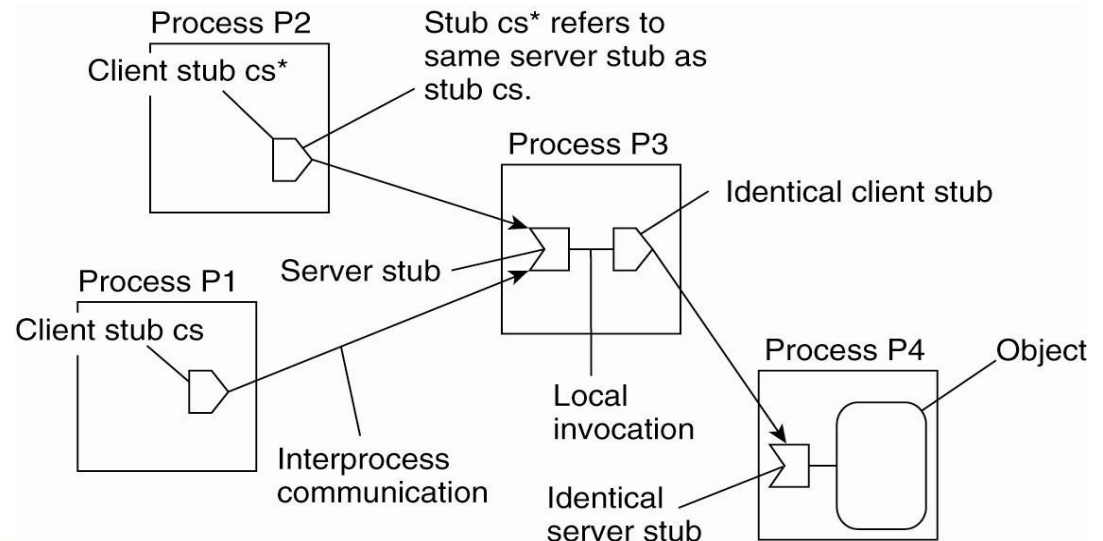 Process P2
Client stub cs*
Stub cs* refers to
same server stub as
stub cs.
Process P3
Identical client stub
Server stub
Process P1
Client stub cs
Interprocess
communication
Local
invocation
Process P4
Object
Identical
server stub